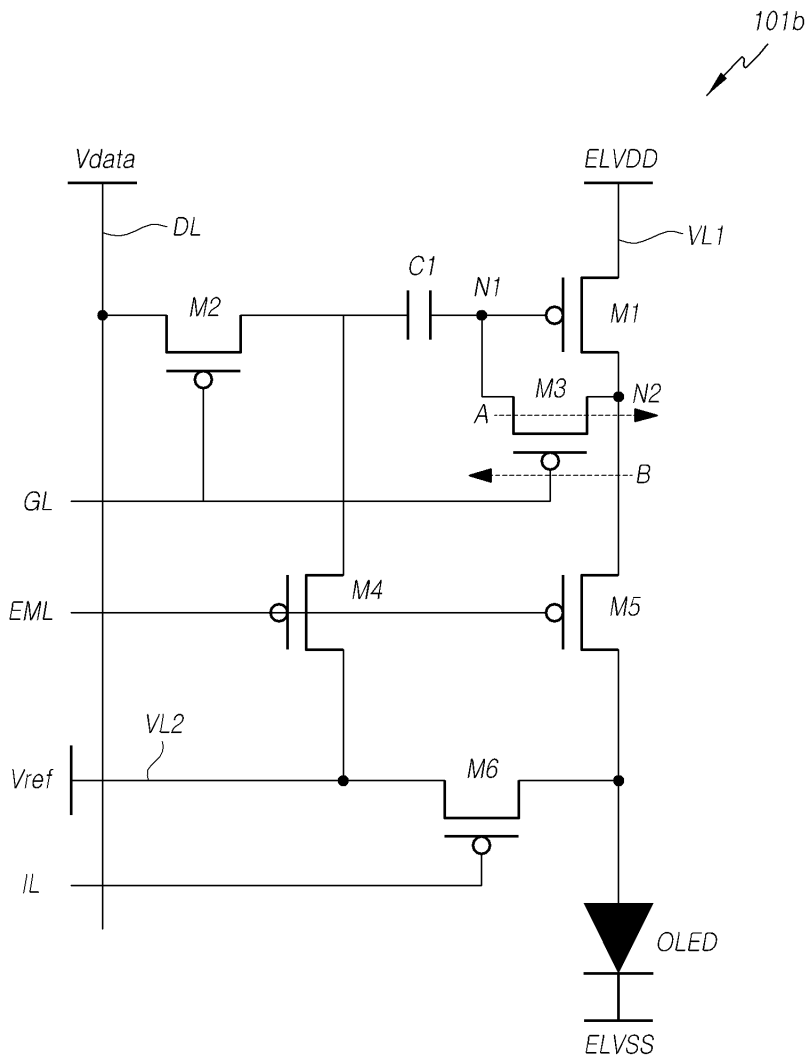 101b
Vdata
ELVDD
DL
VL1
C1
N1
M2
M1
M3
N2
A
B
GL
M4
EML
M5
VL2
M6
Vref
IL
OLED
ELVSS